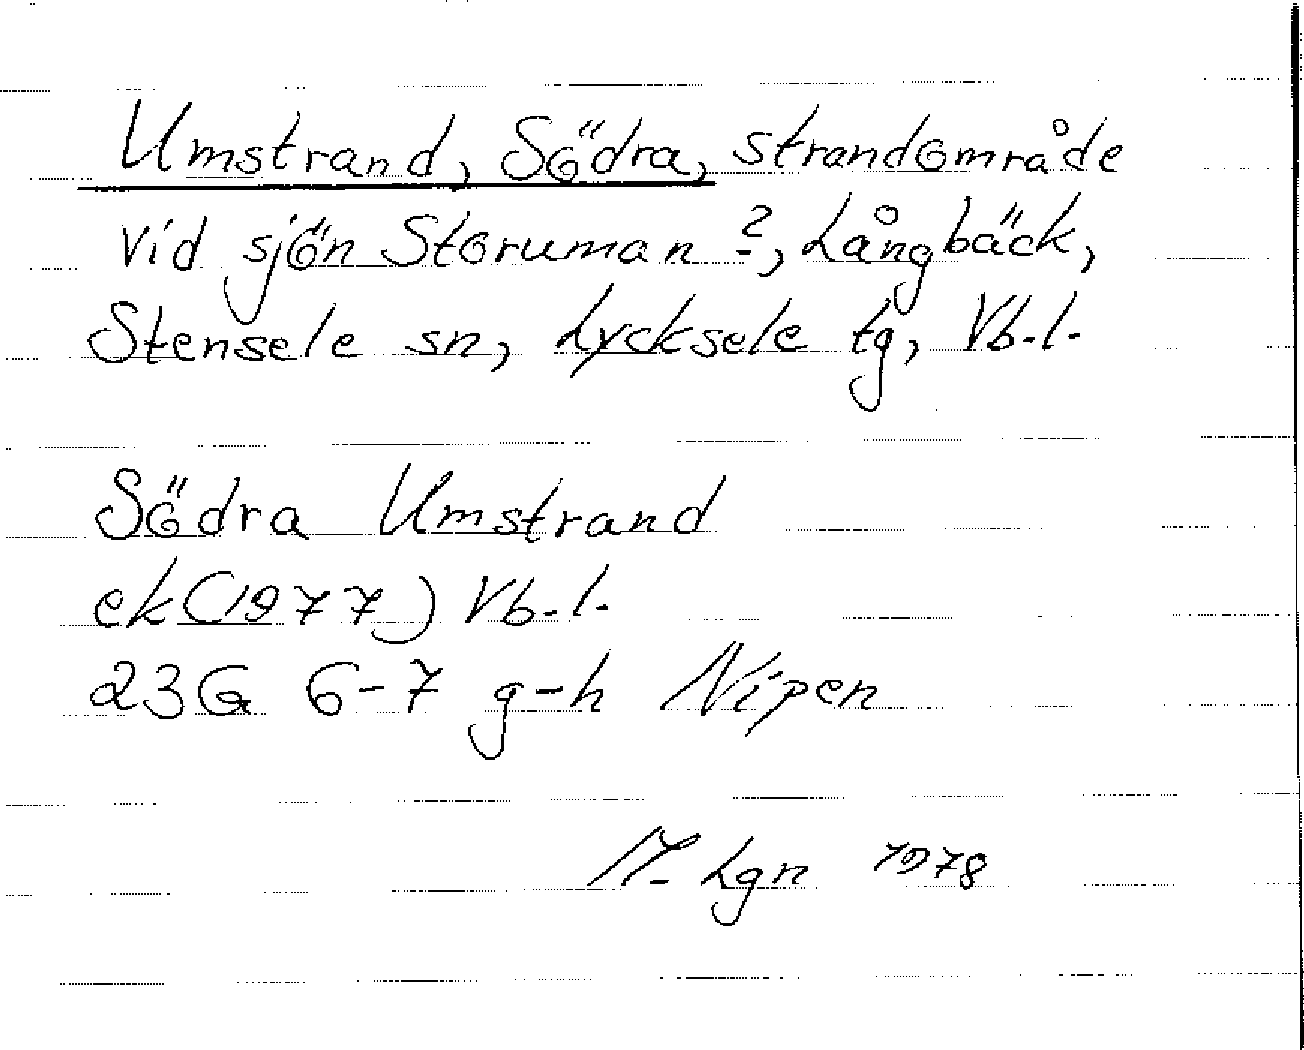 Umstrand, Södra, strandområde
vid sjön Storuman ?, Långbäck,
Stensele sn, Lycksele tg, Vb. l.
Södra Umstrand
ek (1977) Vb. l.
23G 6-7 g-h Nipen
M. Lgn 1978